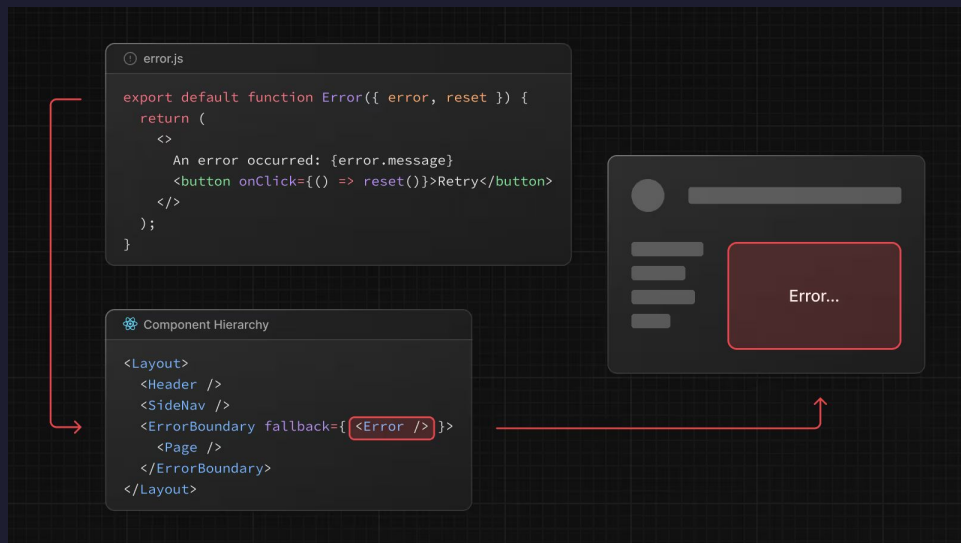 error.js
export default function Error({ error, reset }) {
  return (
    <>
      An error occurred: {error.message}
      <button onClick={() => reset()}>Retry</button>
    </>
  );
}
Component Hierarchy
<Layout>
  <Header />
  <SideNav />
  <ErrorBoundary fallback={ <Error /> }>
    <Page />
  </ErrorBoundary>
</Layout>
Error...